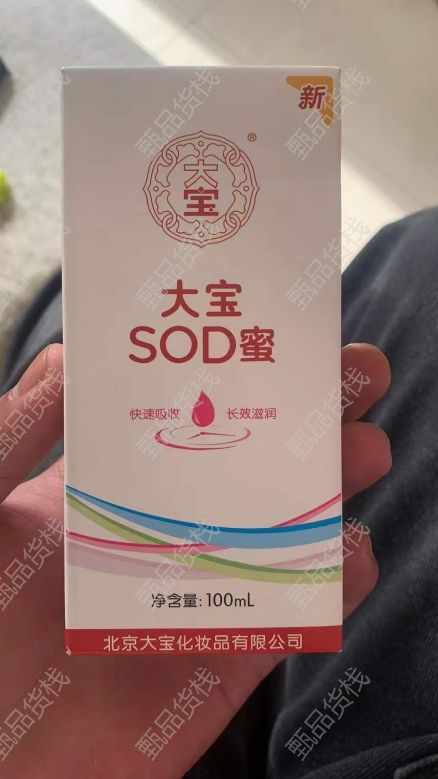 新
大
宝
®
大宝
SOD蜜
快速吸收 长效滋润
净含量: 100mL
北京大宝化妆品有限公司
甄品货栈